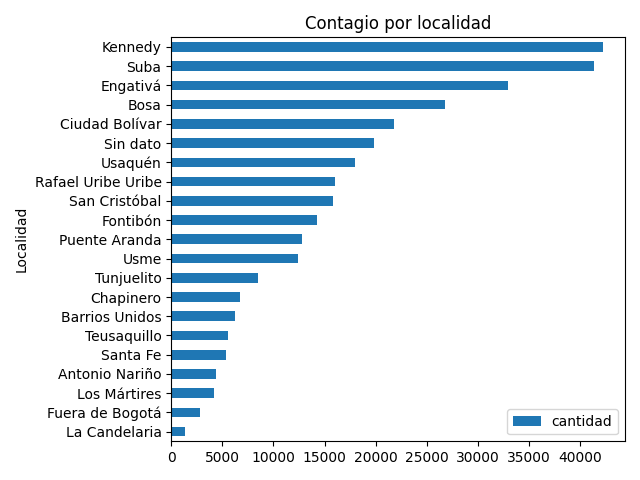 Contagio por localidad
Localidad
Kennedy
Suba
Engativá
Bosa
Ciudad Bolívar
Sin dato
Usaquén
Rafael Uribe Uribe
San Cristóbal
Fontibón
Puente Aranda
Usme
Tunjuelito
Chapinero
Barrios Unidos
Teusaquillo
Santa Fe
Antonio Nariño
Los Mártires
Fuera de Bogotá
La Candelaria
cantidad
0 5000 10000 15000 20000 25000 30000 35000 40000